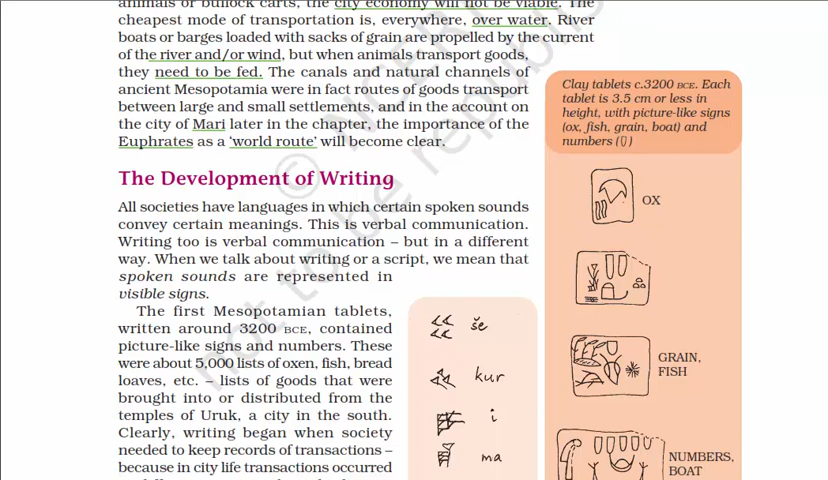 animals or bullock carts, the city economy will not be viable. The
cheapest mode of transportation is, everywhere, over water. River
boats or barges loaded with sacks of grain are propelled by the current
of the river and/or wind, but when animals transport goods,
they need to be fed. The canals and natural channels of
ancient Mesopotamia were in fact routes of goods transport
between large and small settlements, and in the account on
the city of Mari later in the chapter, the importance of the
Euphrates as a ‘world route’ will become clear.
The Development of Writing
All societies have languages in which certain spoken sounds
convey certain meanings. This is verbal communication.
Writing too is verbal communication – but in a different
way. When we talk about writing or a script, we mean that
spoken sounds are represented in
visible signs.
The first Mesopotamian tablets,
written around 3200 BCE, contained
picture-like signs and numbers. These
were about 5,000 lists of oxen, fish, bread
loaves, etc. – lists of goods that were
brought into or distributed from the
temples of Uruk, a city in the south.
Clearly, writing began when society
needed to keep records of transactions –
because in city life transactions occurred
še
kur
i
ma
Clay tablets c.3200 BCE. Each
tablet is 3.5 cm or less in
height, with picture-like signs
(ox, fish, grain, boat) and
numbers ( )
OX
GRAIN,
FISH
NUMBERS,
BOAT
© NCERT
not to be republis